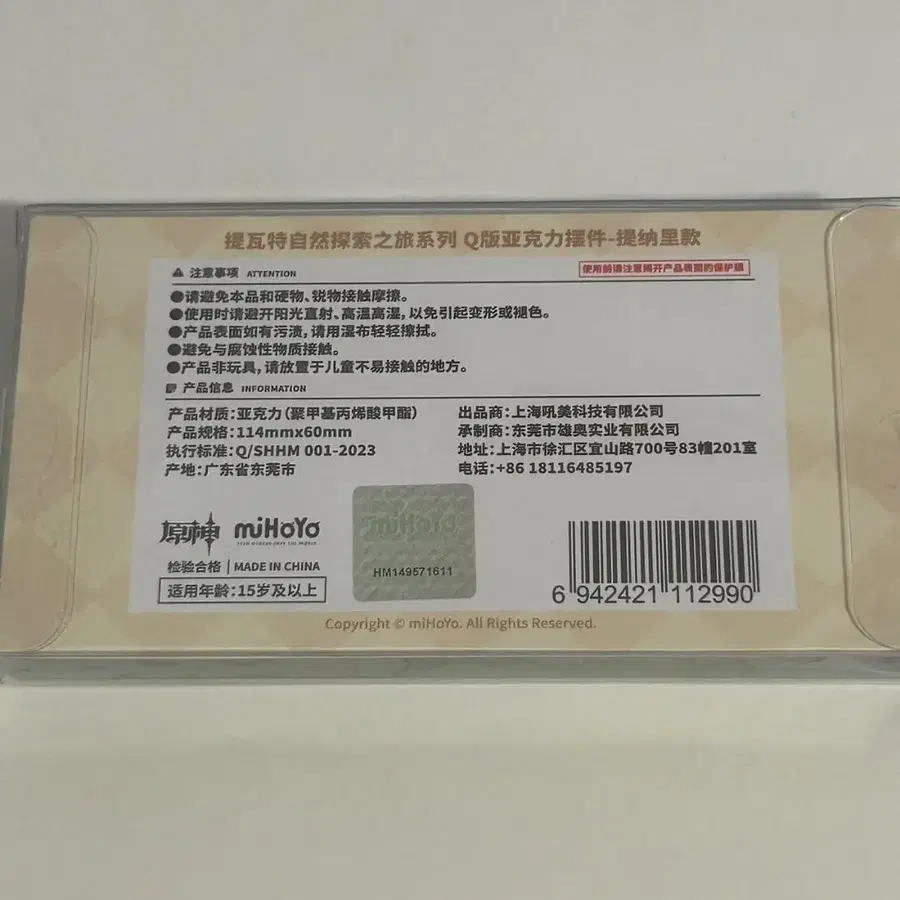 提瓦特自然探索之旅系列 Q版亚克力摆件-提纳里款
注意事项 ATTENTION
使用前请注意揭开产品表面的保护膜
●请避免本品和硬物、锐物接触摩擦。
●使用时请避开阳光直射、高温高湿,以免引起变形或褪色。
●产品表面如有污渍,请用湿布轻轻擦拭。
●避免与腐蚀性物质接触。
●产品非玩具,请放置于儿童不易接触的地方。
产品信息 INFORMATION
产品材质:亚克力(聚甲基丙烯酸甲酯)
产品规格:114mmx60mm
执行标准:Q/SHHM 001-2023
产地:广东省东莞市
出品商:上海吼美科技有限公司
承制商:东莞市雄奥实业有限公司
地址:上海市徐汇区宜山路700号83幢201室
电话:+86 18116485197
原神 miHoYo
TECH OTAKUS SAVE THE WORLD
检验合格 | MADE IN CHINA
适用年龄:15岁及以上
miHoYo
HM149571611
6 942421 112990
Copyright © miHoYo. All Rights Reserved.